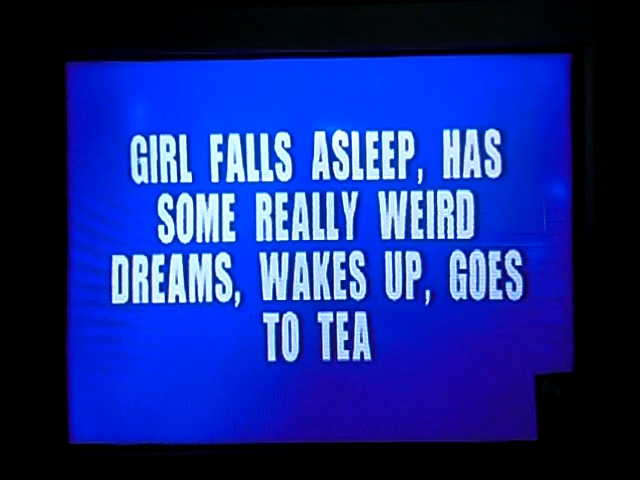 GIRL FALLS ASLEEP, HAS
SOME REALLY WEIRD
DREAMS, WAKES UP, GOES
TO TEA